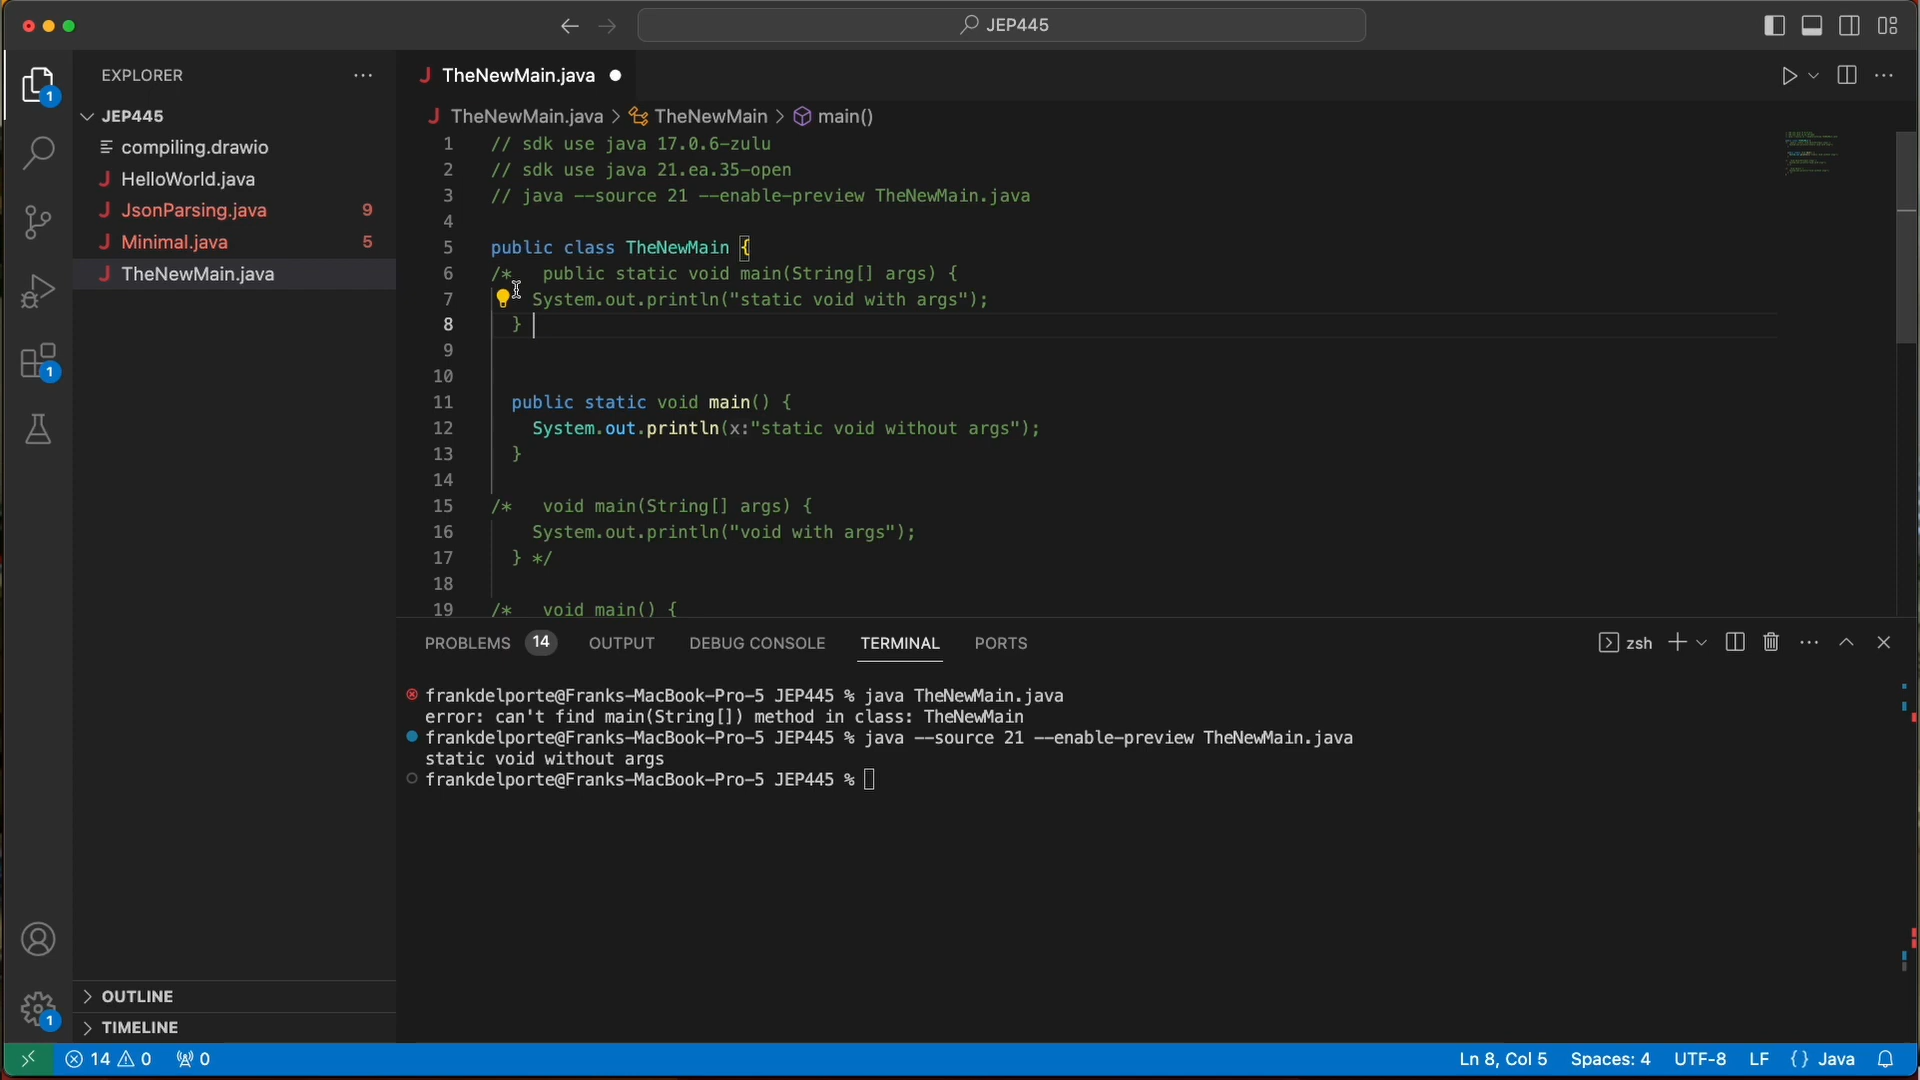 JEP445
EXPLORER
TheNewMain.java
1
JEP445
TheNewMain.java > TheNewMain > main()
compiling.drawio
HelloWorld.java
JsonParsing.java 9
Minimal.java 5
TheNewMain.java
1 // sdk use java 17.0.6-zulu
2 // sdk use java 21.ea.35-open
3 // java --source 21 --enable-preview TheNewMain.java
4
5 public class TheNewMain {
6 /* public static void main(String[] args) {
7 System.out.println("static void with args");
8 }
9
10
11 public static void main() {
12 System.out.println(x:"static void without args");
13 }
14
15 /* void main(String[] args) {
16 System.out.println("void with args");
17 } */
18
19 /* void main() {
1
PROBLEMS 14 OUTPUT DEBUG CONSOLE TERMINAL PORTS
zsh
frankdelporte@Franks-MacBook-Pro-5 JEP445 % java TheNewMain.java
error: can't find main(String[]) method in class: TheNewMain
frankdelporte@Franks-MacBook-Pro-5 JEP445 % java --source 21 --enable-preview TheNewMain.java
static void without args
frankdelporte@Franks-MacBook-Pro-5 JEP445 %
OUTLINE
TIMELINE
1
14 0 0
Ln 8, Col 5 Spaces: 4 UTF-8 LF {} Java